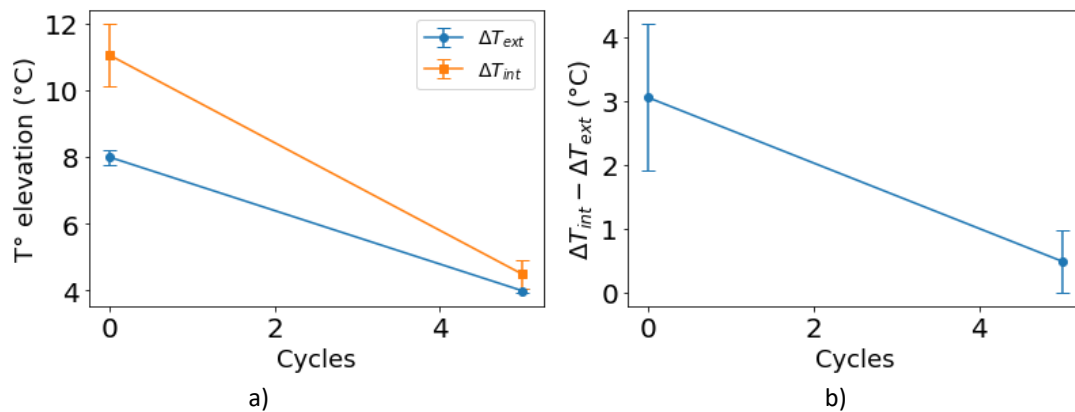 12
10
8
6
4
T° elevation (°C)
ΔT_ext
ΔT_int
0
2
4
Cycles
a)
4
3
2
1
0
ΔT_int − ΔT_ext (°C)
0
2
4
Cycles
b)